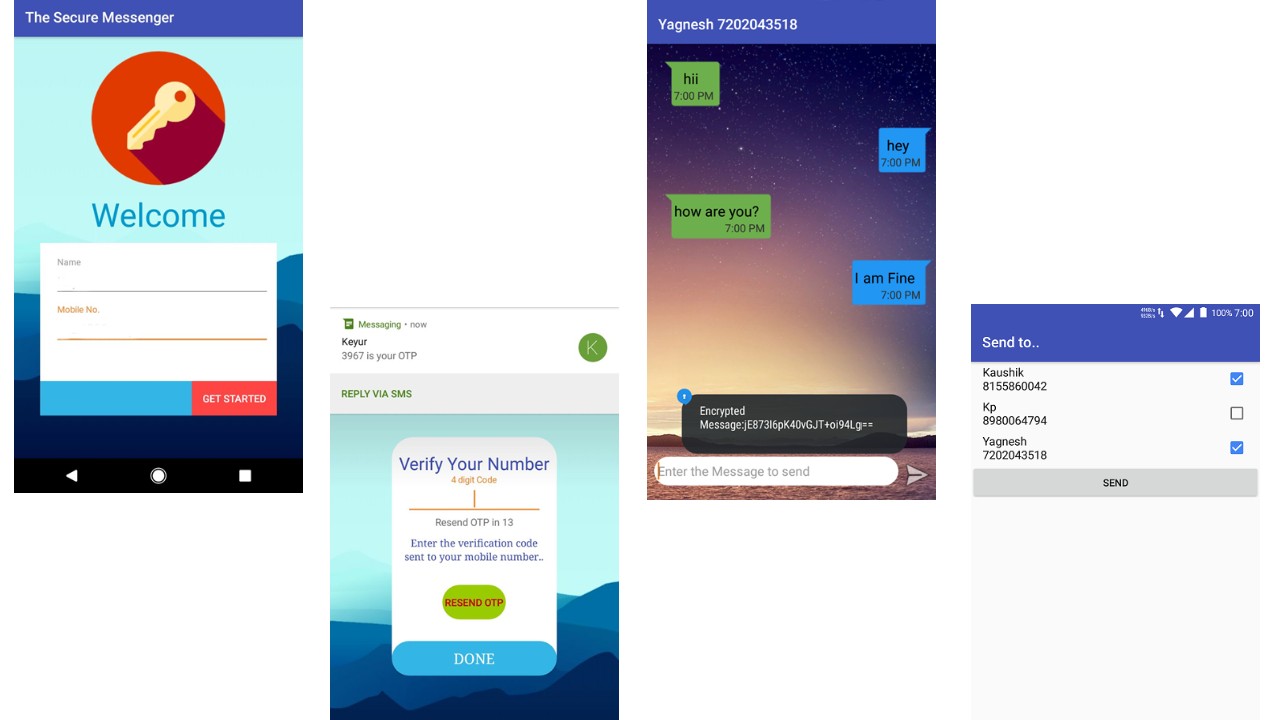 The Secure Messenger
Welcome
Name
Mobile No.
GET STARTED
Messaging • now
Keyur
3967 is your OTP
K
REPLY VIA SMS
Verify Your Number
4 digit Code
Resend OTP in 13
Enter the verification code
sent to your mobile number..
RESEND OTP
DONE
Yagnesh 7202043518
hii
7:00 PM
hey
7:00 PM
how are you?
7:00 PM
I am Fine
7:00 PM
Encrypted
Message:jE873I6pK40vGJT+oi94Lg==
Enter the Message to send
100% 7:00
Send to..
Kaushik
8155860042
Kp
8980064794
Yagnesh
7202043518
SEND